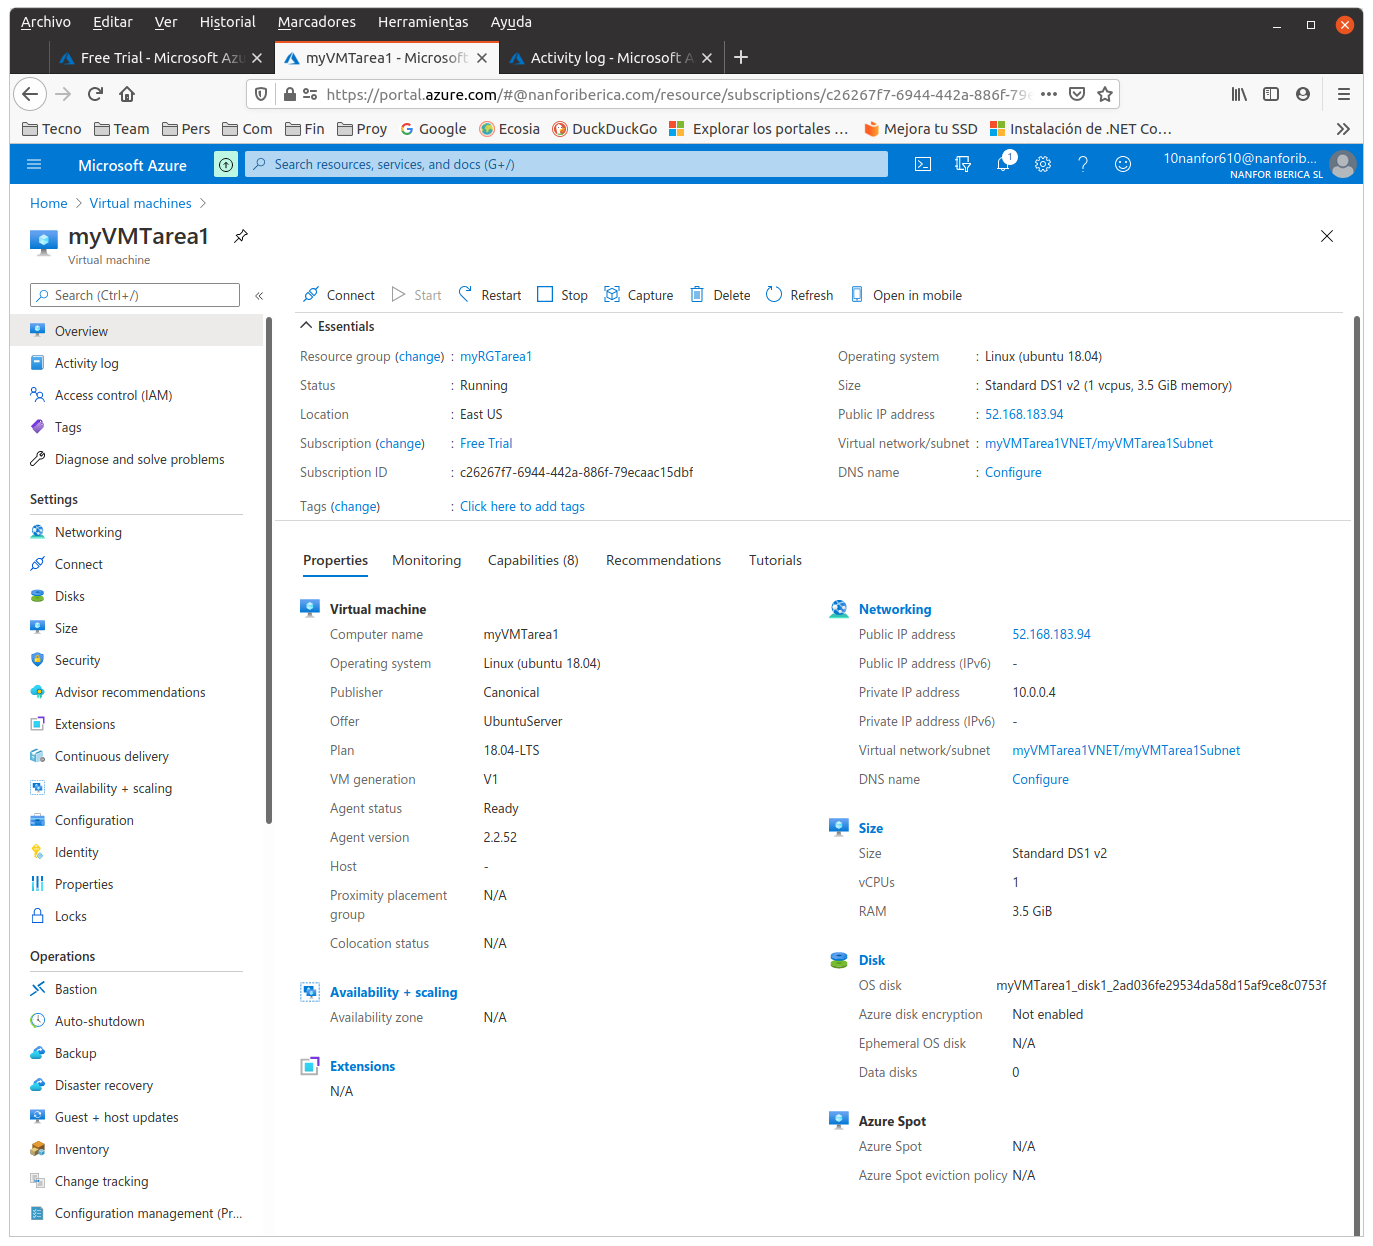 Archivo Editar Ver Historial Marcadores Herramientas Ayuda
Free Trial - Microsoft Azu
myVMTarea1 - Microsoft
Activity log - Microsoft A
https://portal.azure.com/#@nanforiberica.com/resource/subscriptions/c26267f7-6944-442a-886f-79e
Tecno Team Pers Com Fin Proy Google Ecosia DuckDuckGo Explorar los portales ... Mejora tu SSD Instalación de .NET Co...
Microsoft Azure
Search resources, services, and docs (G+/)
1
10nanfor610@nanforib...
NANFOR IBERICA SL
Home > Virtual machines >
myVMTarea1
Virtual machine
Search (Ctrl+/)
«
Overview
Activity log
Access control (IAM)
Tags
Diagnose and solve problems
Settings
Networking
Connect
Disks
Size
Security
Advisor recommendations
Extensions
Continuous delivery
Availability + scaling
Configuration
Identity
Properties
Locks
Operations
Bastion
Auto-shutdown
Backup
Disaster recovery
Guest + host updates
Inventory
Change tracking
Configuration management (Pr...
Connect Start Restart Stop Capture Delete Refresh Open in mobile
Essentials
Resource group (change) : myRGTarea1
Status : Running
Location : East US
Subscription (change) : Free Trial
Subscription ID : c26267f7-6944-442a-886f-79ecaac15dbf
Tags (change) : Click here to add tags
Operating system : Linux (ubuntu 18.04)
Size : Standard DS1 v2 (1 vcpus, 3.5 GiB memory)
Public IP address : 52.168.183.94
Virtual network/subnet : myVMTarea1VNET/myVMTarea1Subnet
DNS name : Configure
Properties Monitoring Capabilities (8) Recommendations Tutorials
Virtual machine
Computer name myVMTarea1
Operating system Linux (ubuntu 18.04)
Publisher Canonical
Offer UbuntuServer
Plan 18.04-LTS
VM generation V1
Agent status Ready
Agent version 2.2.52
Host -
Proximity placement group N/A
Colocation status N/A
Availability + scaling
Availability zone N/A
Extensions
N/A
Networking
Public IP address 52.168.183.94
Public IP address (IPv6) -
Private IP address 10.0.0.4
Private IP address (IPv6) -
Virtual network/subnet myVMTarea1VNET/myVMTarea1Subnet
DNS name Configure
Size
Size Standard DS1 v2
vCPUs 1
RAM 3.5 GiB
Disk
OS disk myVMTarea1_disk1_2ad036fe29534da58d15af9ce8c0753f
Azure disk encryption Not enabled
Ephemeral OS disk N/A
Data disks 0
Azure Spot
Azure Spot N/A
Azure Spot eviction policy N/A